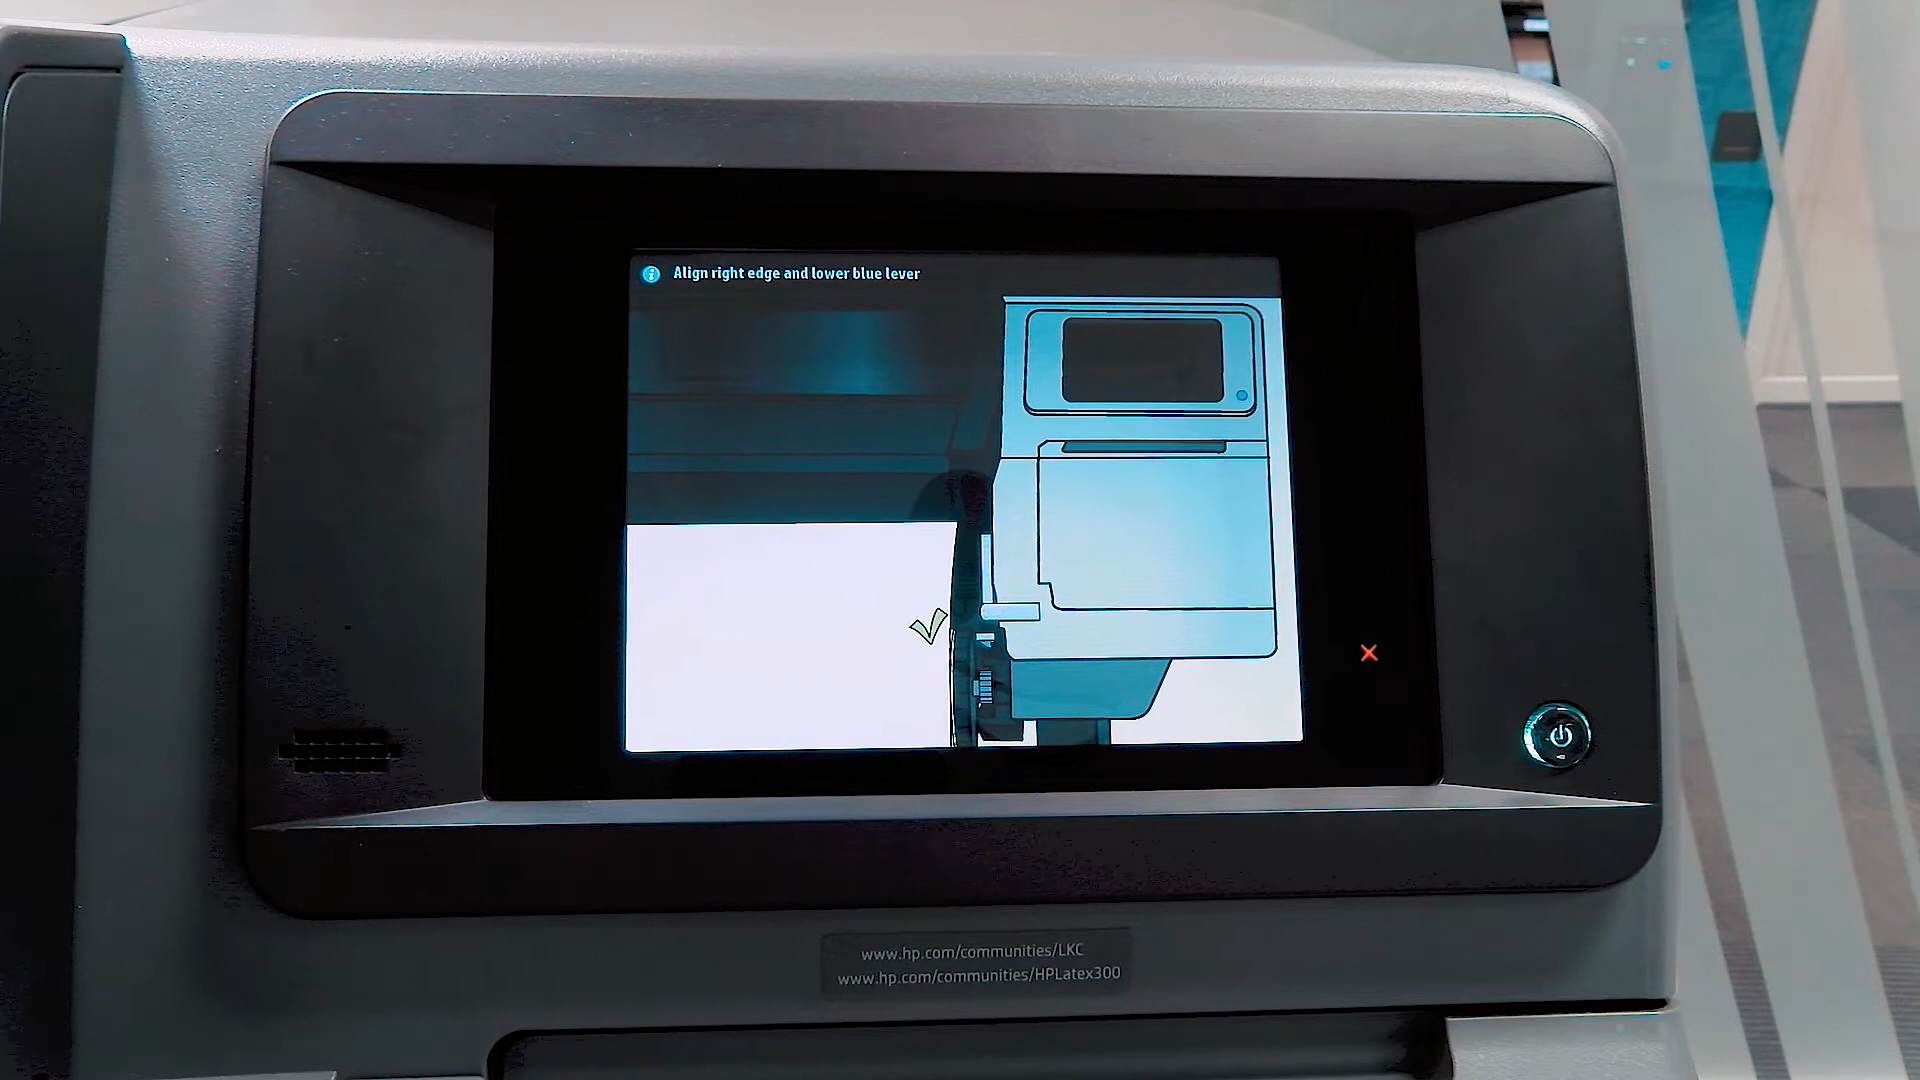 Align right edge and lower blue lever
www.hp.com/communities/LKC
www.hp.com/communities/HPLatex300